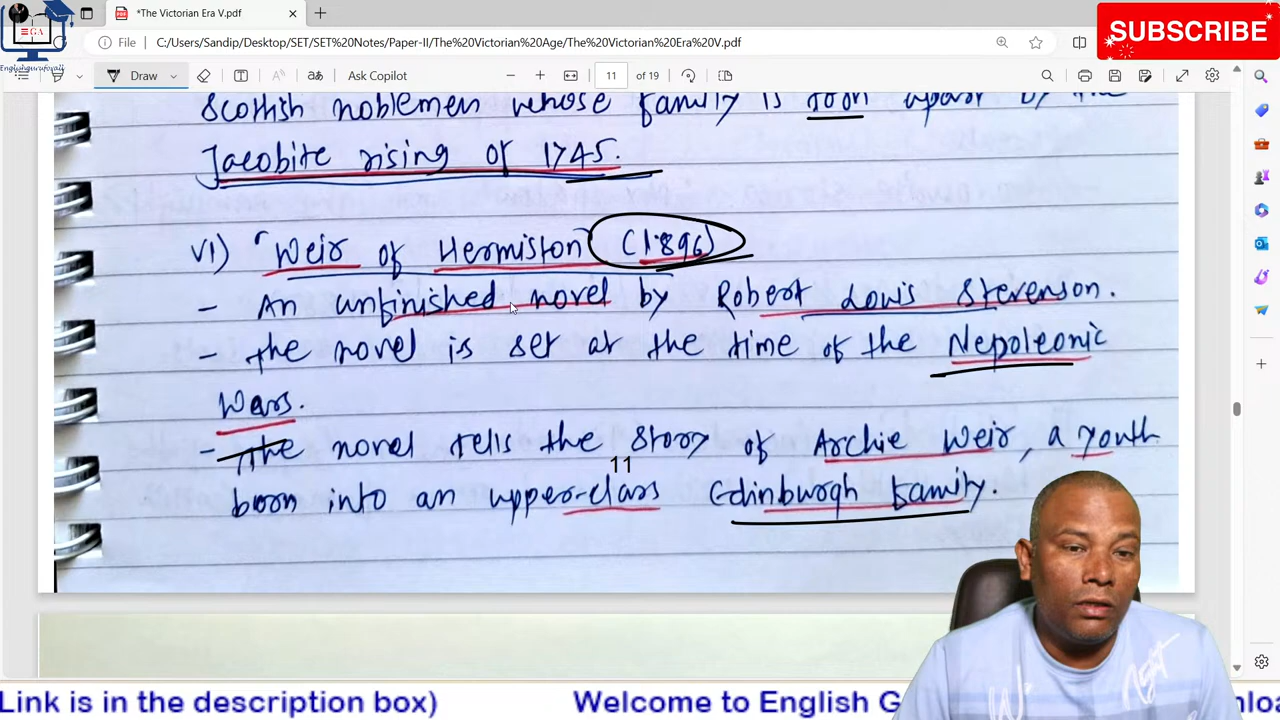 *The Victorian Era V.pdf
SUBSCRIBE
EGA
Englishguruforall
File
C:/Users/Sandip/Desktop/SET/SET%20Notes/Paper-II/The%20Victorian%20Age/The%20Victorian%20Era%20V.pdf
Draw
Ask Copilot
11 of 19
Scottish noblemen whose family is torn apart by the
Jacobite rising of 1745.
VI) "Weir of Hermiston" (1896)
- An unfinished novel by Robert Louis Stevenson.
- The novel is set at the time of the Nepoleonic
Wars.
- The novel tells the story of Archie Weir, a youth
born into an upper-class Edinburgh family.
11
Link is in the description box)
Welcome to English G